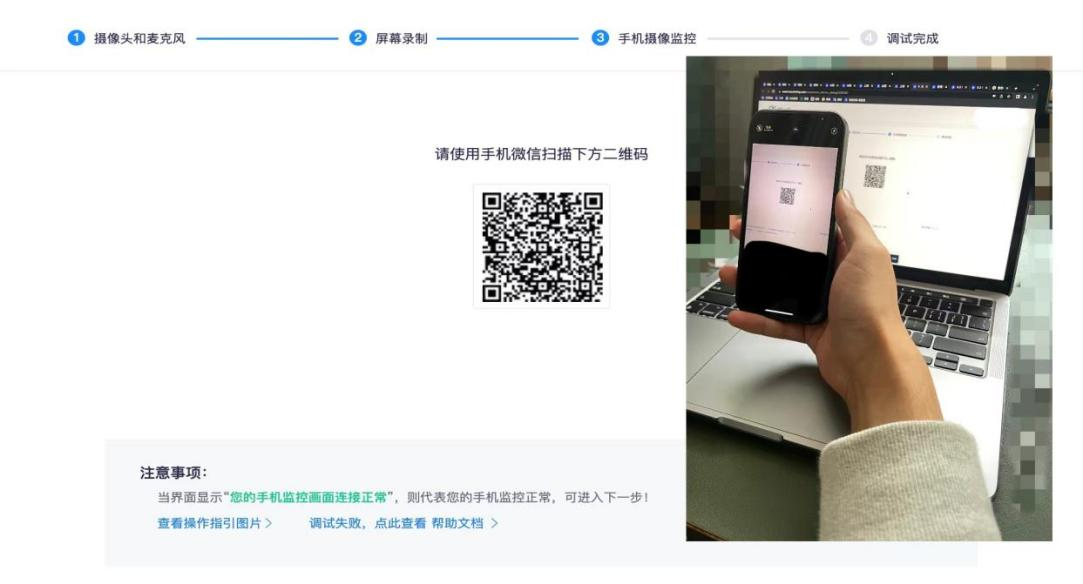 1 摄像头和麦克风
2 屏幕录制
3 手机摄像监控
4 调试完成
请使用手机微信扫描下方二维码
注意事项：
当界面显示“您的手机监控画面连接正常”，则代表您的手机监控正常，可进入下一步！
查看操作指引图片 >
调试失败，点此查看 帮助文档 >